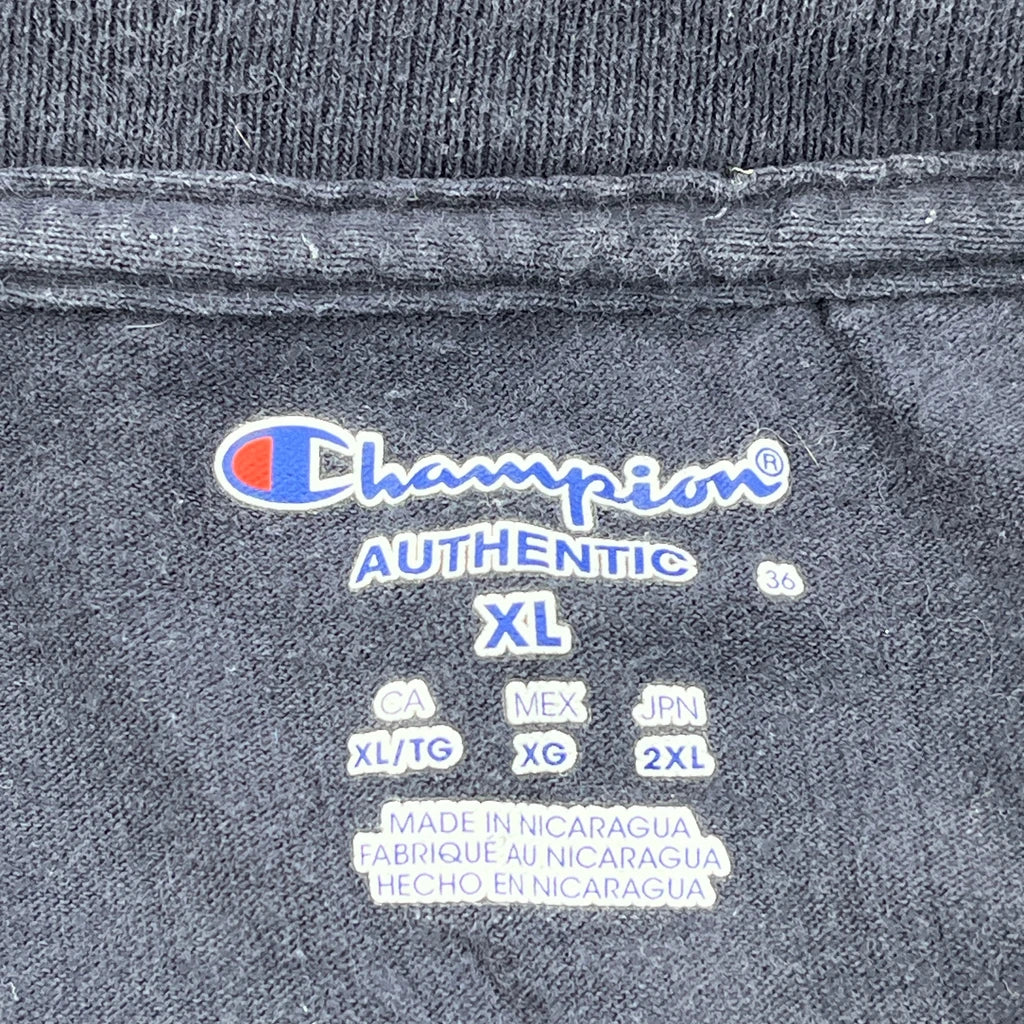 Champion®
AUTHENTIC
36
XL
CA MEX JPN
XL/TG XG 2XL
MADE IN NICARAGUA
FABRIQUÉ AU NICARAGUA
HECHO EN NICARAGUA